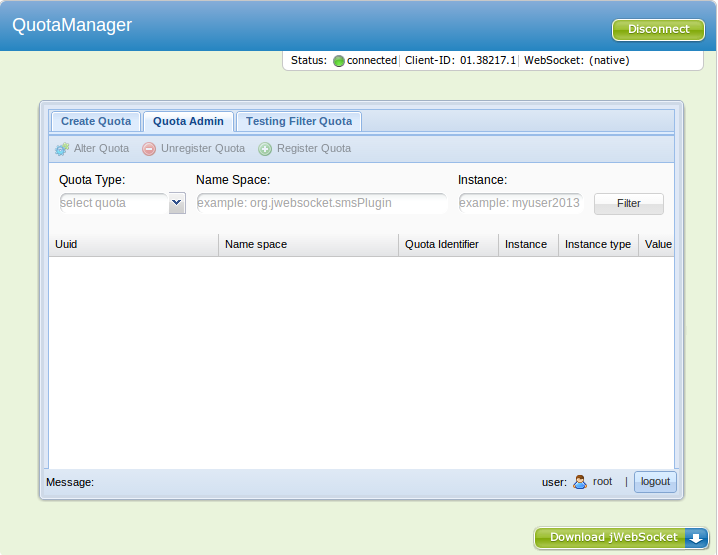 QuotaManager
Disconnect
Status: connected Client-ID: 01.38217.1 WebSocket: (native)
Create Quota Quota Admin Testing Filter Quota
Alter Quota Unregister Quota Register Quota
Quota Type: Name Space: Instance:
select quota example: org.jwebsocket.smsPlugin example: myuser2013 Filter
Uuid Name space Quota Identifier Instance Instance type Value
Message: user: root | logout
Download jWebSocket